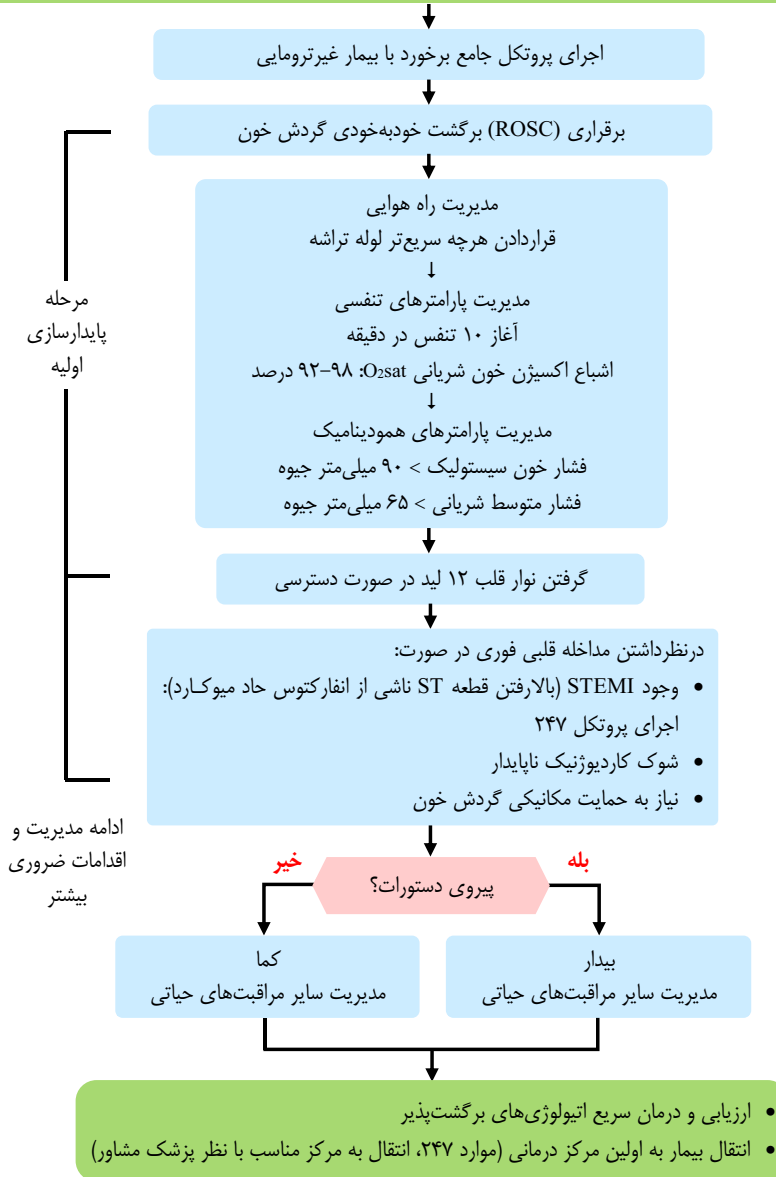 اجرای پروتکل جامع برخورد با بیمار غیرترومایی
برقراری (ROSC) برگشت خودبه‌خودی گردش خون
مدیریت راه هوایی
قراردادن هرچه سریع‌تر لوله تراشه
↓
مدیریت پارامترهای تنفسی
آغاز ۱۰ تنفس در دقیقه
اشباع اکسیژن خون شریانی O₂sat: ۹۲–۹۸ درصد
↓
مدیریت پارامترهای همودینامیک
فشار خون سیستولیک > ۹۰ میلی‌متر جیوه
فشار متوسط شریانی > ۶۵ میلی‌متر جیوه
مرحله
پایدارسازی
اولیه
گرفتن نوار قلب ۱۲ لید در صورت دسترسی
درنظرداشتن مداخله قلبی فوری در صورت:
• وجود STEMI (بالارفتن قطعه ST ناشی از انفارکتوس حاد میوکـارد):
اجرای پروتکل ۲۴۷
• شوک کاردیوژنیک ناپایدار
• نیاز به حمایت مکانیکی گردش خون
ادامه مدیریت و
اقدامات ضروری
بیشتر
بله
خیر
پیروی دستورات؟
بیدار
مدیریت سایر مراقبت‌های حیاتی
کما
مدیریت سایر مراقبت‌های حیاتی
• ارزیابی و درمان سریع اتیولوژی‌های برگشت‌پذیر
• انتقال بیمار به اولین مرکز درمانی (موارد ۲۴۷، انتقال به مرکز مناسب با نظر پزشک مشاور)